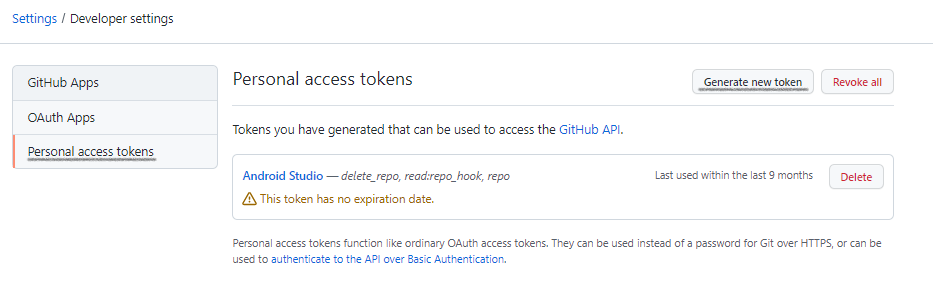 Settings / Developer settings
GitHub Apps
OAuth Apps
Personal access tokens
Personal access tokens
Generate new token
Revoke all
Tokens you have generated that can be used to access the GitHub API.
Android Studio — delete_repo, read:repo_hook, repo
Last used within the last 9 months
Delete
This token has no expiration date.
Personal access tokens function like ordinary OAuth access tokens. They can be used instead of a password for Git over HTTPS, or can be
used to authenticate to the API over Basic Authentication.